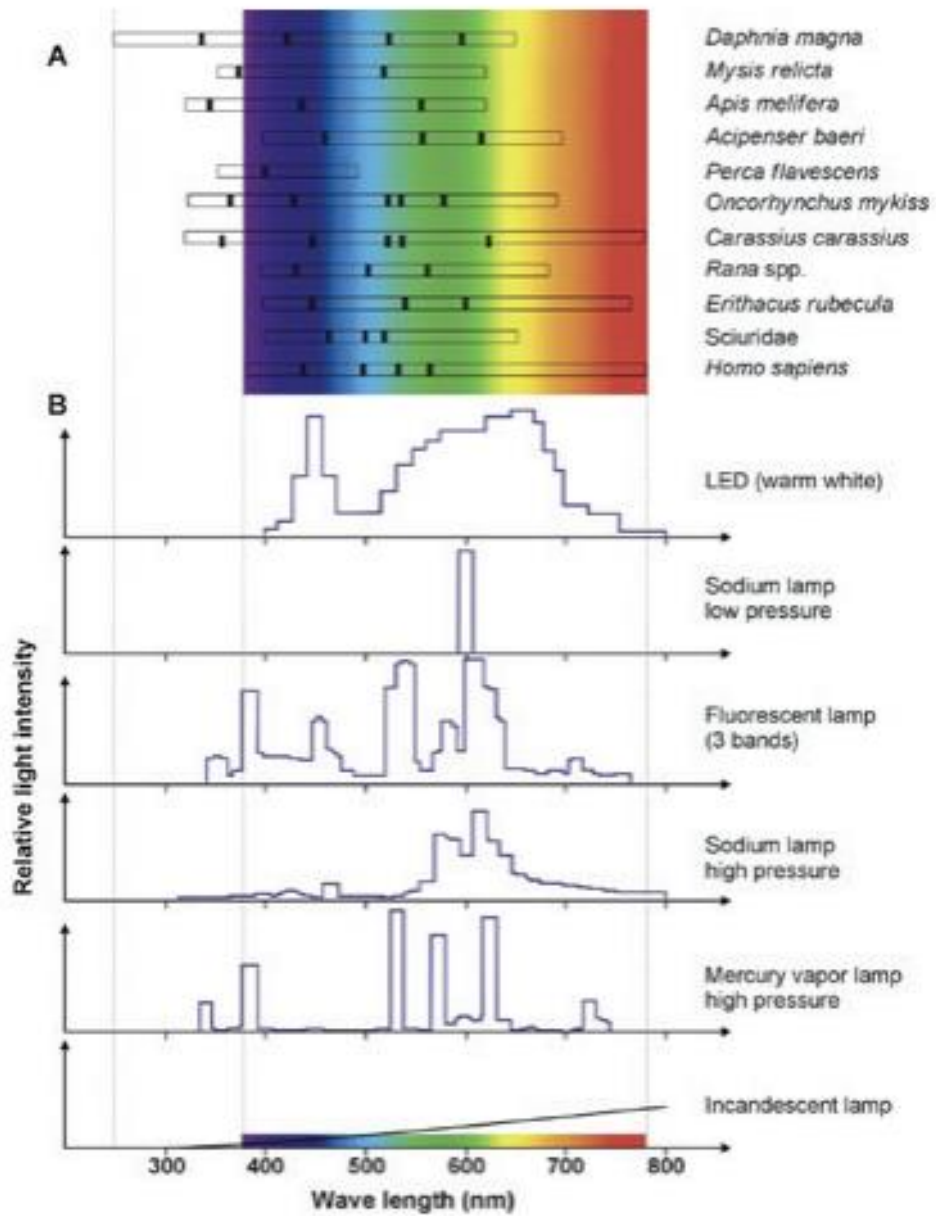 A
Daphnia magna
Mysis relicta
Apis melifera
Acipenser baeri
Perca flavescens
Oncorhynchus mykiss
Carassius carassius
Rana spp.
Erithacus rubecula
Sciuridae
Homo sapiens
B
LED (warm white)
Sodium lamp
low pressure
Fluorescent lamp
(3 bands)
Sodium lamp
high pressure
Mercury vapor lamp
high pressure
Incandescent lamp
Relative light intensity
300 400 500 600 700 800
Wave length (nm)